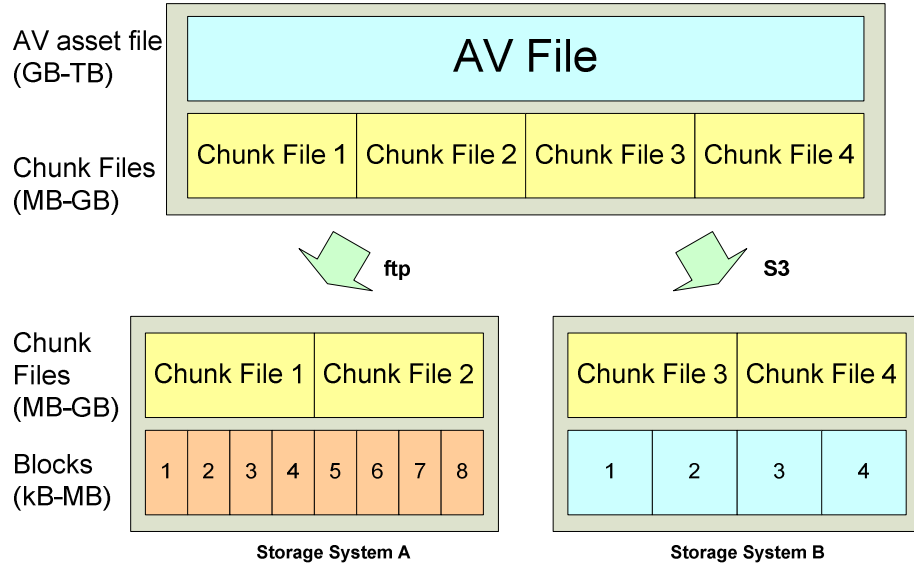 AV asset file
(GB-TB)
AV File
Chunk Files
(MB-GB)
Chunk File 1
Chunk File 2
Chunk File 3
Chunk File 4
ftp
S3
Chunk
Files
(MB-GB)
Chunk File 1
Chunk File 2
Chunk File 3
Chunk File 4
Blocks
(kB-MB)
1 2 3 4 5 6 7 8
1 2 3 4
Storage System A
Storage System B